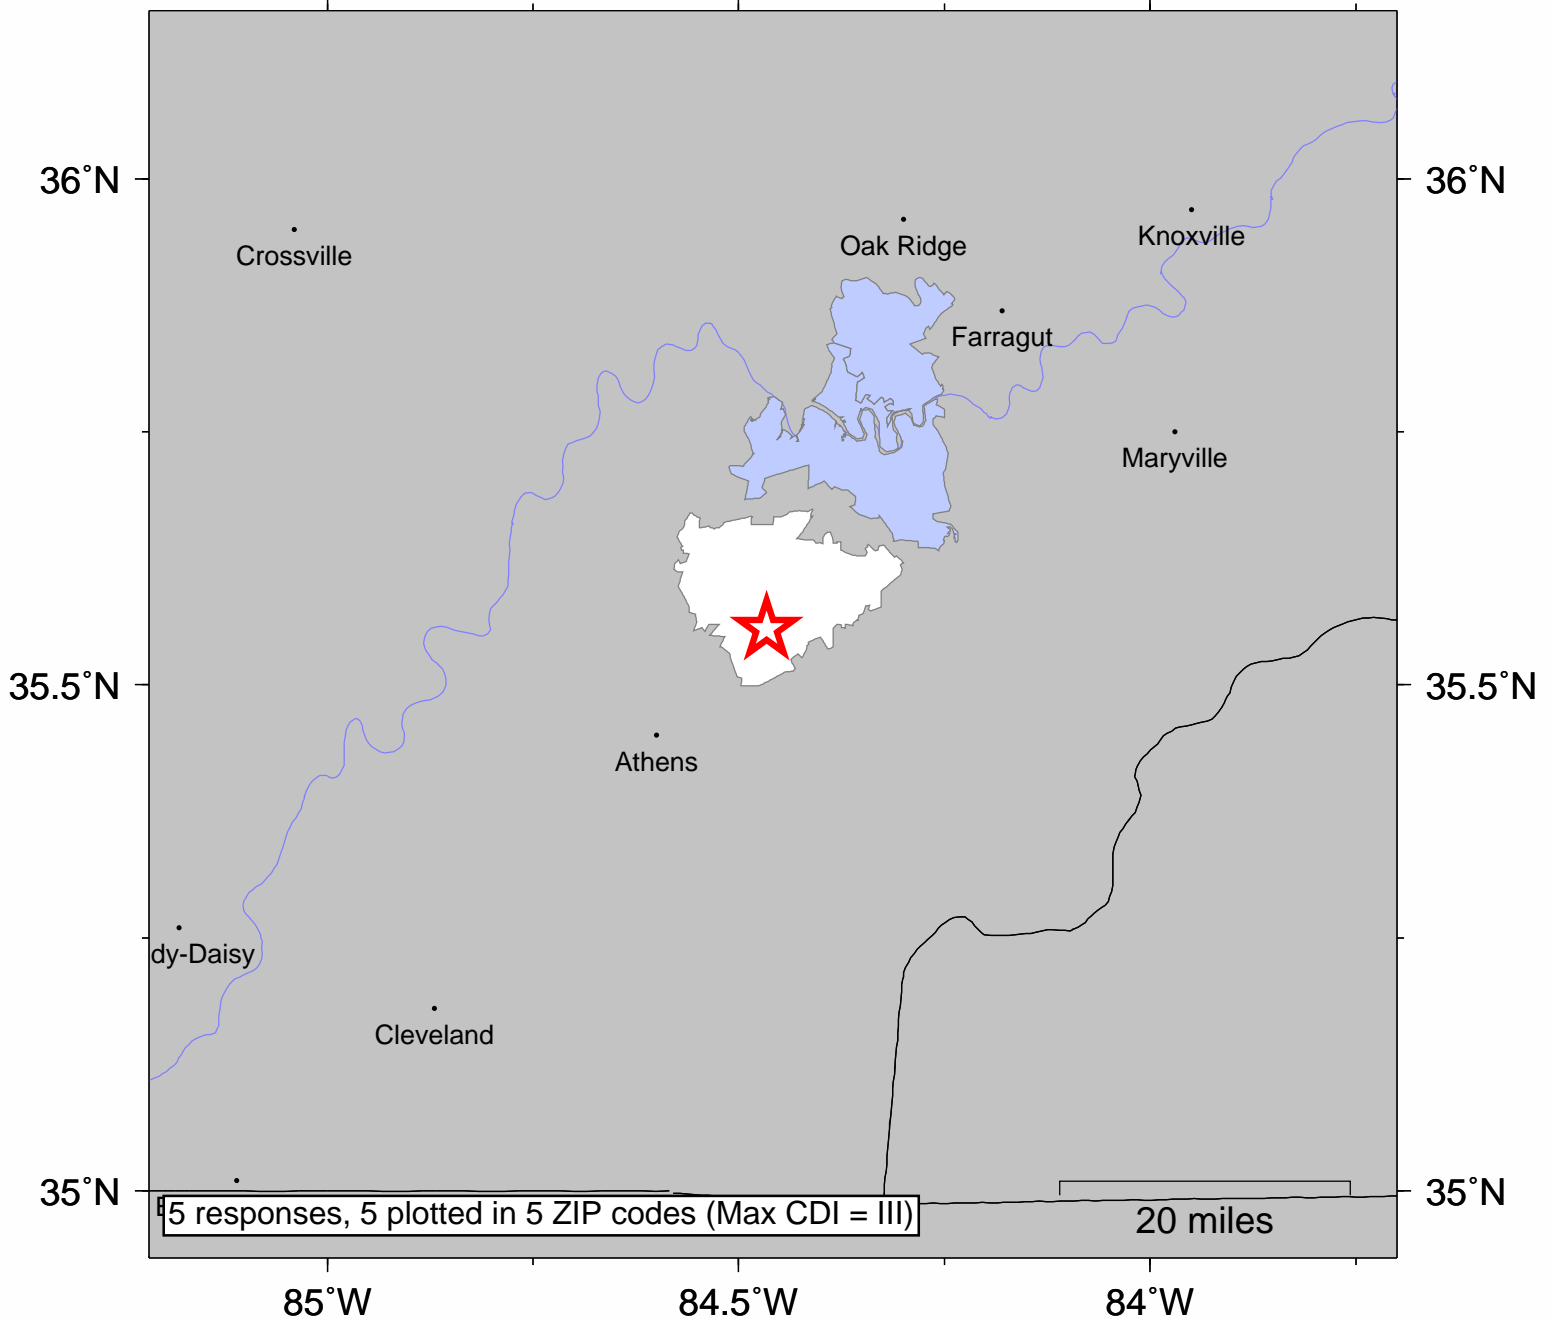 36˚N
36˚N
Crossville
Oak Ridge
Knoxville
Farragut
Maryville
35.5˚N
35.5˚N
Athens
dy-Daisy
Cleveland
35˚N
35˚N
5 responses, 5 plotted in 5 ZIP codes (Max CDI = III)
20 miles
85˚W
84.5˚W
84˚W